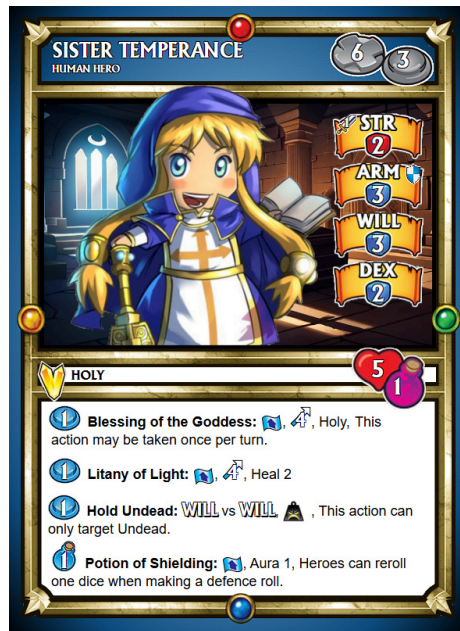 SISTER TEMPERANCE
HUMAN HERO
6
3
STR
2
ARM
3
WILL
3
DEX
2
HOLY
5
1
1 Blessing of the Goddess: , 4, Holy, This
action may be taken once per turn.
1 Litany of Light: , 4, Heal 2
1 Hold Undead: WILL vs WILL, , This action can
only target Undead.
1 Potion of Shielding: , Aura 1, Heroes can reroll
one dice when making a defence roll.